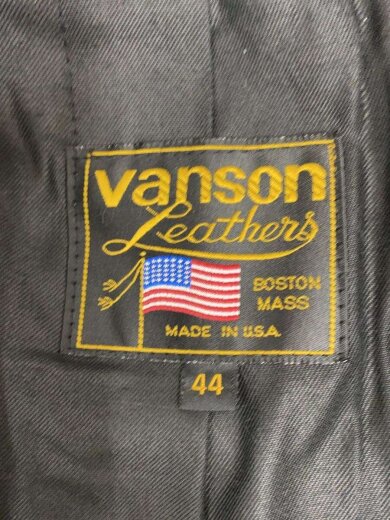 vanson
Leathers
BOSTON
MASS
MADE IN U.S.A.
44